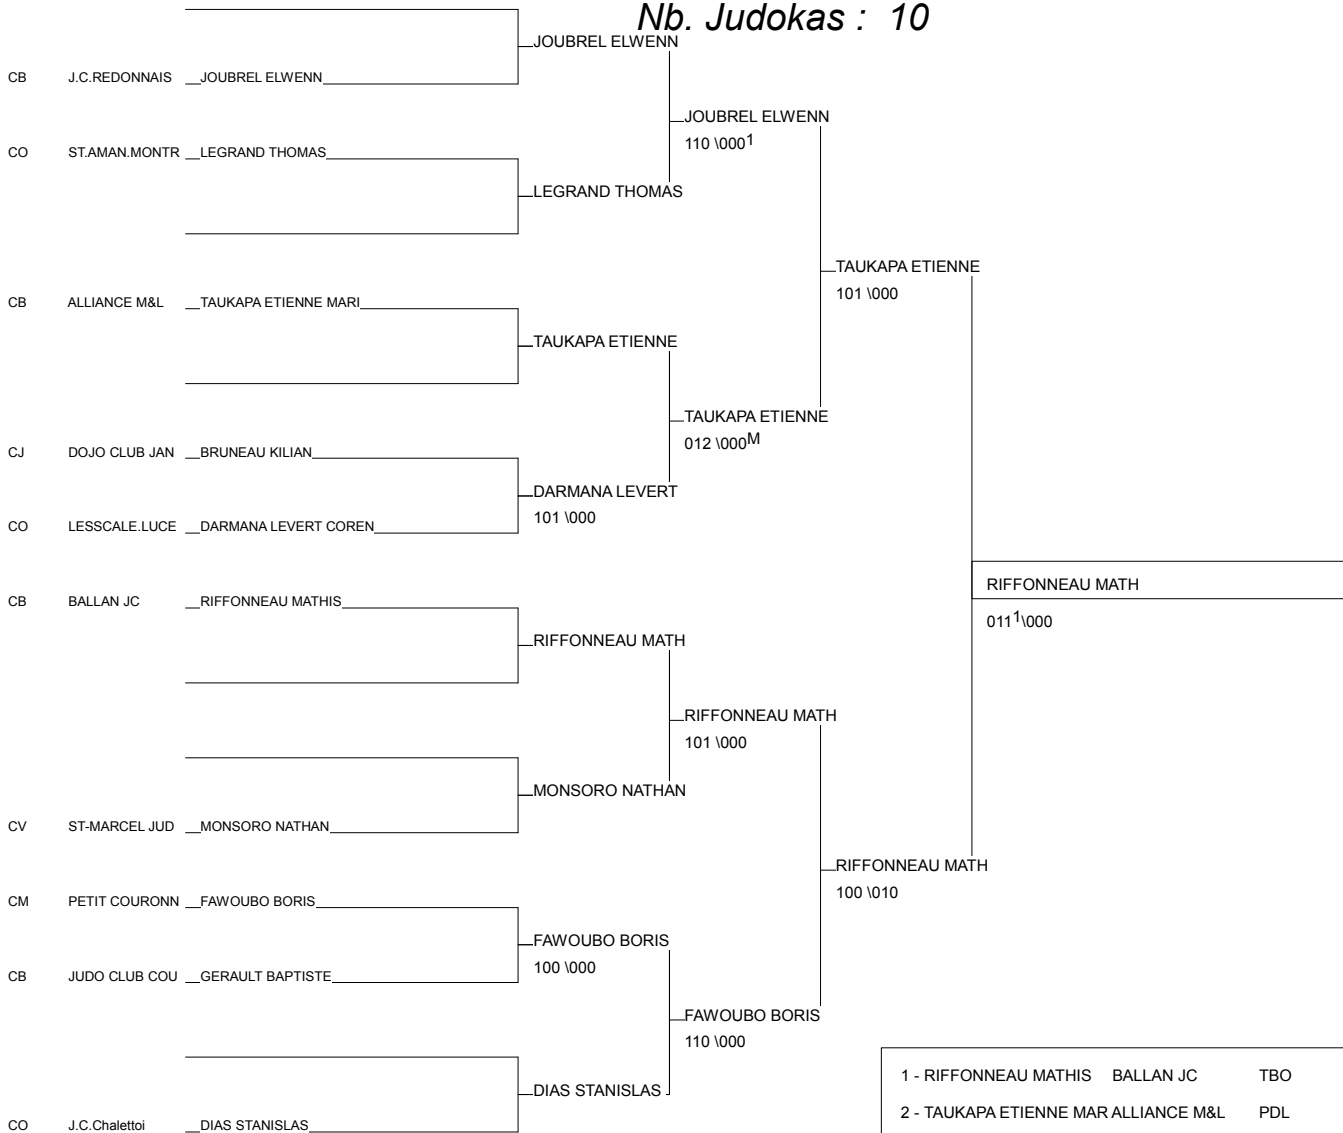 Nb. Judokas : 10
JOUBREL ELWENN
CB J.C.REDONNAIS JOUBREL ELWENN
JOUBREL ELWENN
110 \000 1
CO ST.AMAN.MONTR LEGRAND THOMAS
LEGRAND THOMAS
TAUKAPA ETIENNE
101 \000
CB ALLIANCE M&L TAUKAPA ETIENNE MARI
TAUKAPA ETIENNE
TAUKAPA ETIENNE
012 \000 M
CJ DOJO CLUB JAN BRUNEAU KILIAN
DARMANA LEVERT
101 \000
CO LESSCALE.LUCE DARMANA LEVERT COREN
RIFFONNEAU MATH
011 1 \000
CB BALLAN JC RIFFONNEAU MATHIS
RIFFONNEAU MATH
RIFFONNEAU MATH
101 \000
MONSORO NATHAN
CV ST-MARCEL JUD MONSORO NATHAN
RIFFONNEAU MATH
100 \010
CM PETIT COURONN FAWOUBO BORIS
FAWOUBO BORIS
100 \000
CB JUDO CLUB COU GERAULT BAPTISTE
FAWOUBO BORIS
110 \000
DIAS STANISLAS
CO J.C.Chalettoi DIAS STANISLAS
1 - RIFFONNEAU MATHIS BALLAN JC TBO
2 - TAUKAPA ETIENNE MAR ALLIANCE M&L PDL